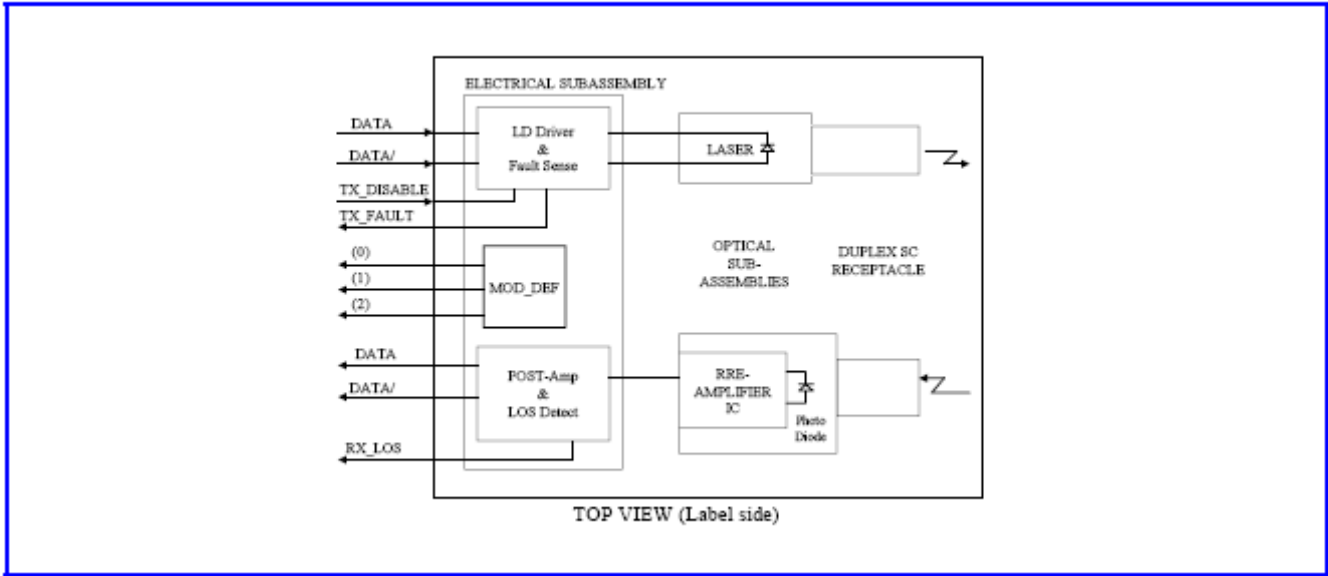 ELECTRICAL SUBASSEMBLY
DATA
DATA/
TX_DISABLE
TX_FAULT
LD Driver
&
Fault Sense
LASER
(0)
(1)
(2)
MOD_DEF
OPTICAL
SUB-
ASSEMBLIES
DUPLEX SC
RECEPTACLE
DATA
DATA/
RX_LOS
POST-Amp
&
LOS Detect
RRE-
AMPLIFIER
IC
Photo
Diode
TOP VIEW (Label side)